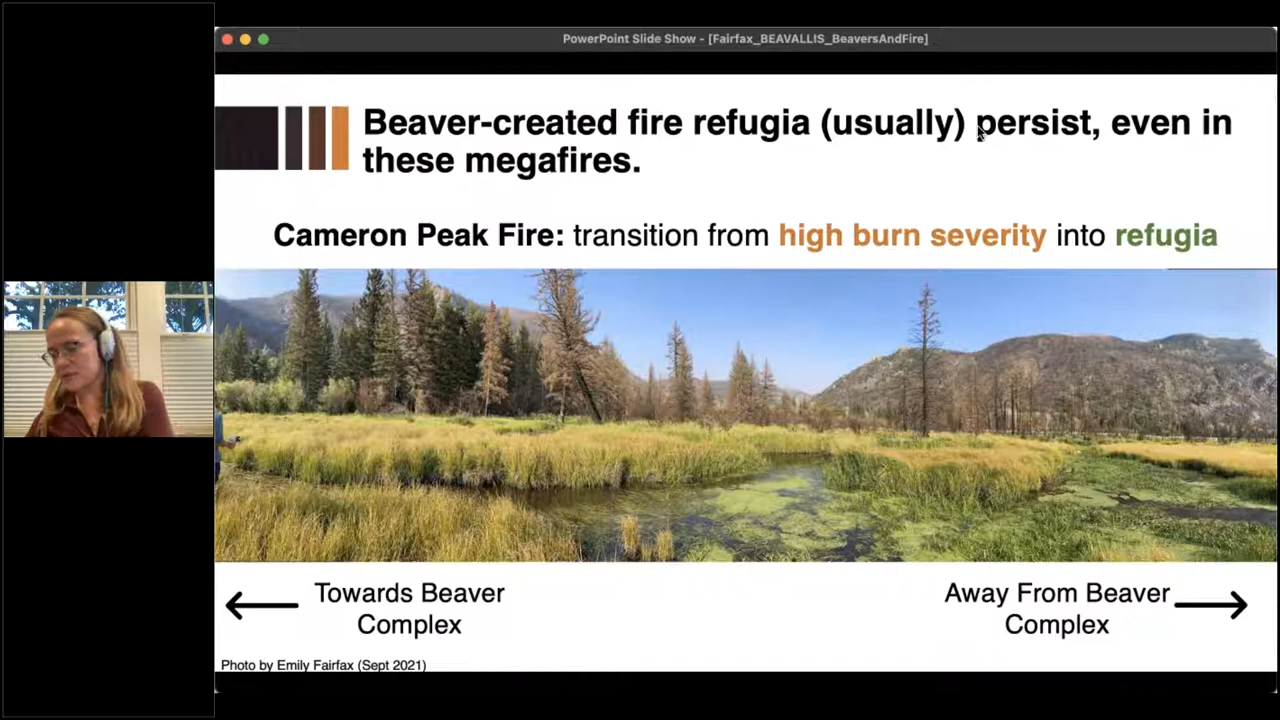 PowerPoint Slide Show - [Fairfax_BEAVALLIS_BeaversAndFire]
Beaver-created fire refugia (usually) persist, even in
these megafires.
Cameron Peak Fire: transition from high burn severity into refugia
Towards Beaver
Complex
Away From Beaver
Complex
Photo by Emily Fairfax (Sept 2021)